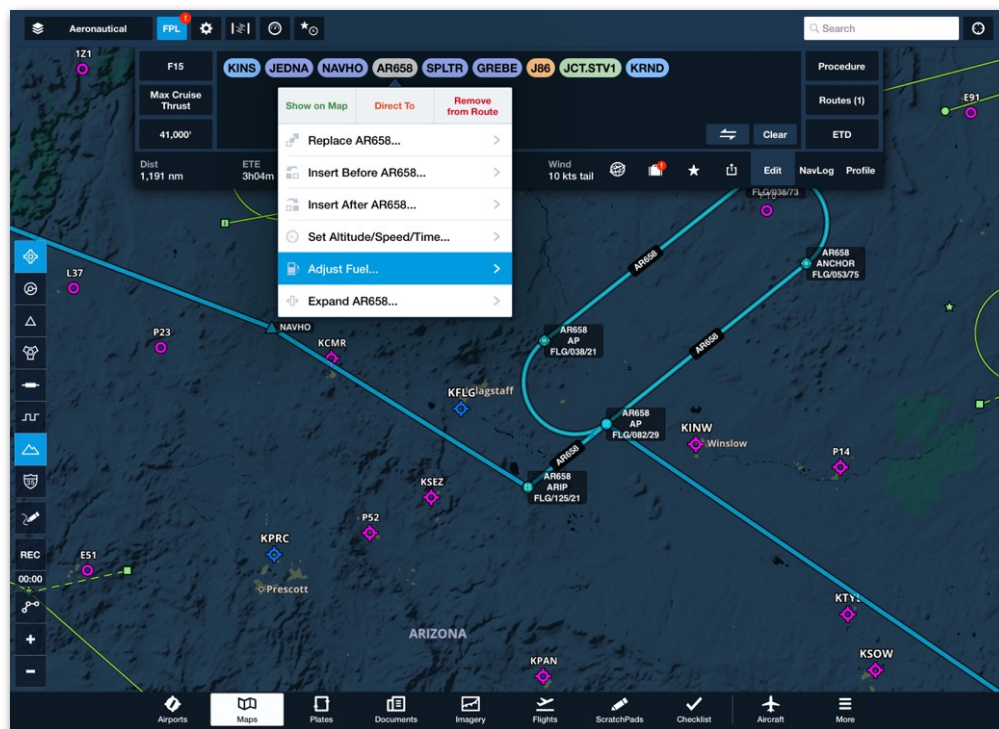 Aeronautical
FPL
!
Search
1Z1
F15
KINS JEDNA NAVHO AR658 SPLTR GREBE J86 JCT.STV1 KRND
Procedure
Max Cruise
Thrust
Show on Map
Direct To
Remove
from Route
Routes (1)
E91
41,000'
Replace AR658...
Clear
ETD
Dist
1,191 nm
ETE
3h04m
Insert Before AR658...
Wind
10 kts tail
!
Edit
NavLog
Profile
Insert After AR658...
FLG/038/73
Set Altitude/Speed/Time...
Adjust Fuel...
Expand AR658...
L37
AR658
AR658
ANCHOR
FLG/053/75
NAVHO
P23
KCMR
AR658
AP
FLG/038/21
AR658
KFLG
lagstaff
AR658
AP
FLG/082/29
KINW
Winslow
AR658
P14
KSEZ
AR658
ARIP
FLG/125/21
35
P52
KPRC
REC
E51
00:00
Prescott
ARIZONA
KPAN
KSOW
Airports
Maps
Plates
Documents
Imagery
Flights
ScratchPads
Checklist
Aircraft
More